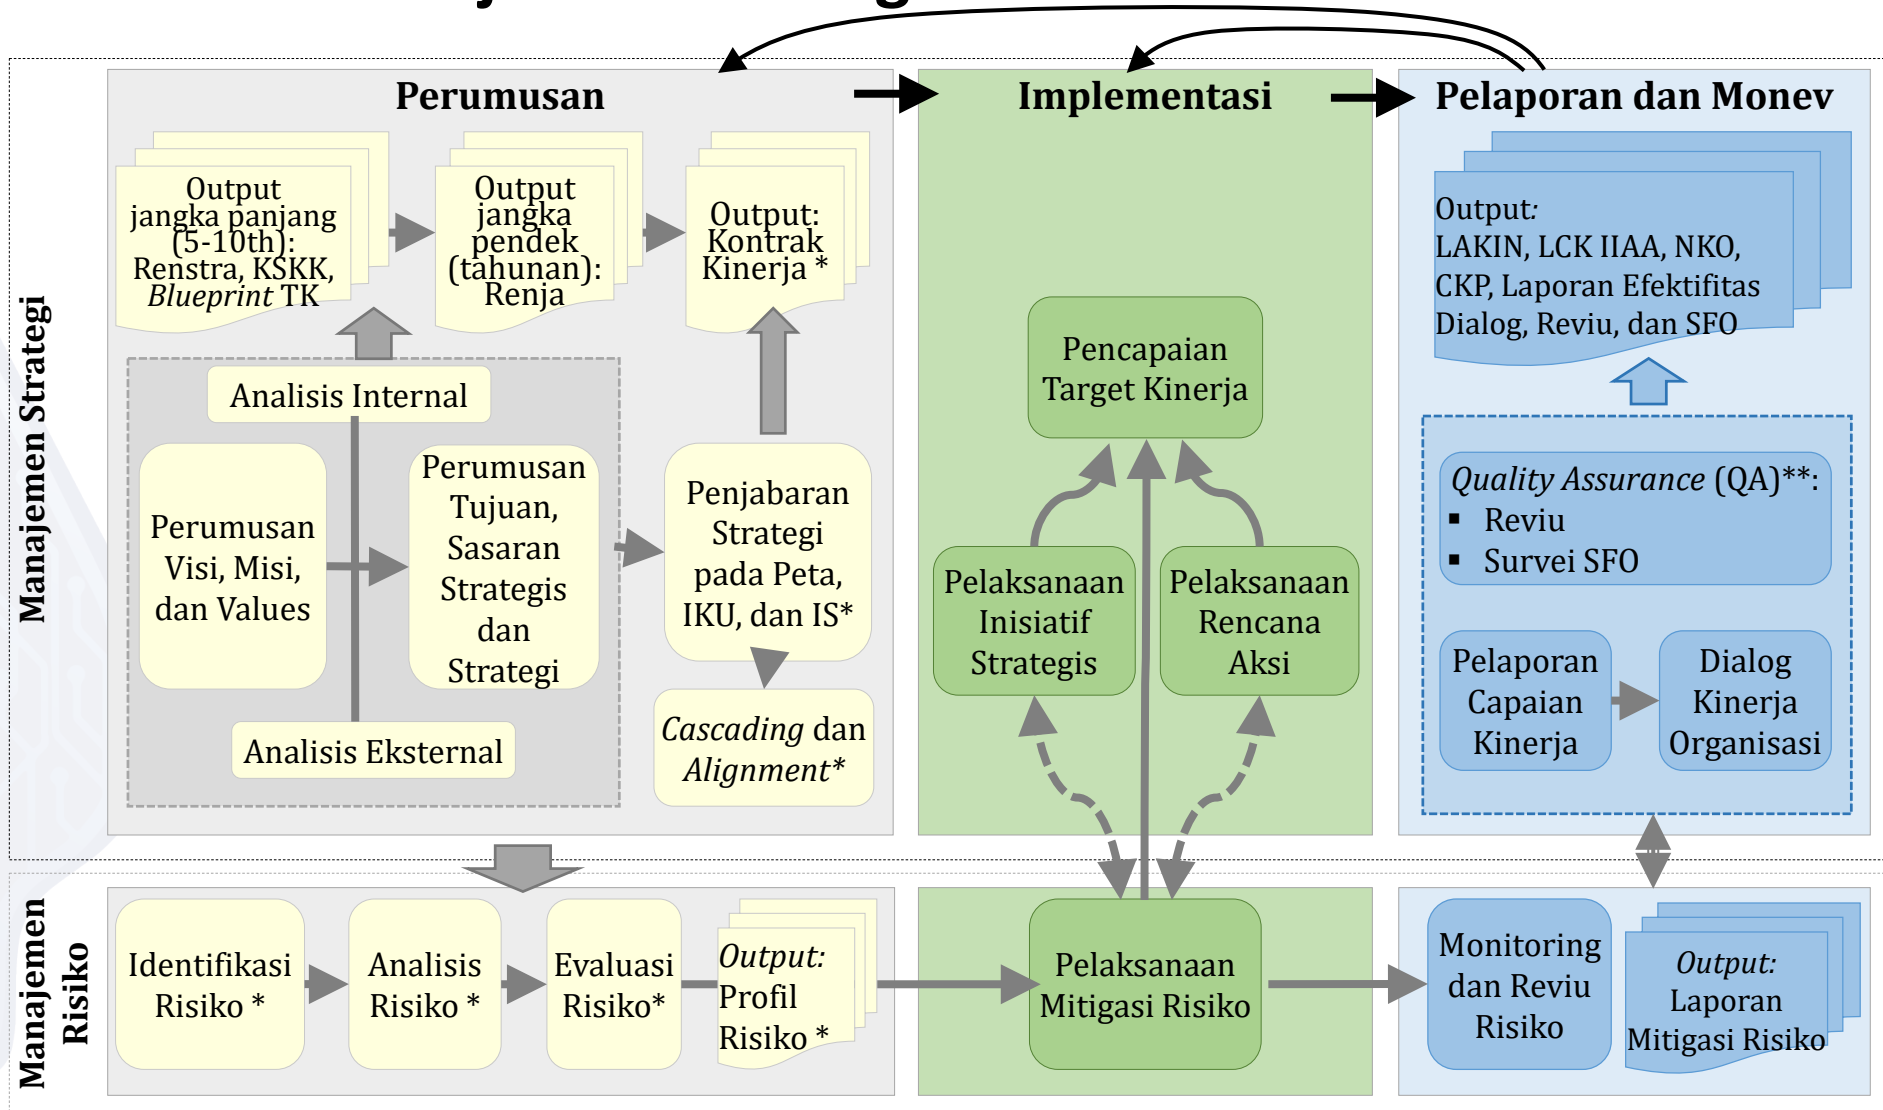 Perumusan
Implementasi
Pelaporan dan Monev
Manajemen Strategi
Output
jangka panjang
(5-10th):
Renstra, KSKK,
Blueprint TK
Output
jangka
pendek
(tahunan):
Renja
Output:
Kontrak
Kinerja *
Analisis Internal
Perumusan
Visi, Misi,
dan Values
Perumusan
Tujuan,
Sasaran
Strategis
dan
Strategi
Analisis Eksternal
Penjabaran
Strategi
pada Peta,
IKU, dan IS*
Cascading dan
Alignment*
Pencapaian
Target Kinerja
Pelaksanaan
Inisiatif
Strategis
Pelaksanaan
Rencana
Aksi
Output:
LAKIN, LCK IIAA, NKO,
CKP, Laporan Efektifitas
Dialog, Reviu, dan SFO
Quality Assurance (QA)**:
▪ Reviu
▪ Survei SFO
Pelaporan
Capaian
Kinerja
Dialog
Kinerja
Organisasi
Manajemen
Risiko
Identifikasi
Risiko *
Analisis
Risiko *
Evaluasi
Risiko*
Output:
Profil
Risiko *
Pelaksanaan
Mitigasi Risiko
Monitoring
dan Reviu
Risiko
Output:
Laporan
Mitigasi Risiko